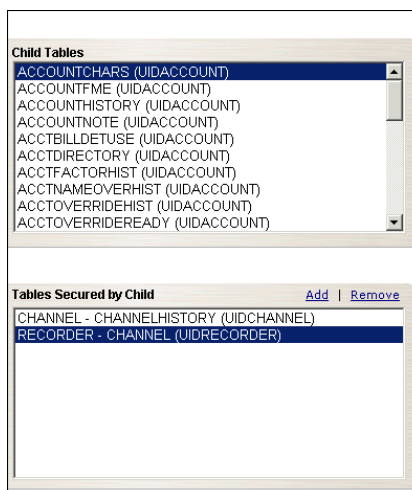 Child Tables
ACCOUNTCHARS (UIDACCOUNT)
ACCOUNTFME (UIDACCOUNT)
ACCOUNTHISTORY (UIDACCOUNT)
ACCOUNTNOTE (UIDACCOUNT)
ACCTBILLDETUSE (UIDACCOUNT)
ACCTDIRECTORY (UIDACCOUNT)
ACCTFACTORHIST (UIDACCOUNT)
ACCTNAMEOVERHIST (UIDACCOUNT)
ACCTOVERRIDEHIST (UIDACCOUNT)
ACCTOVERRIDEREADY (UIDACCOUNT)
Tables Secured by Child Add | Remove
CHANNEL - CHANNELHISTORY (UIDCHANNEL)
RECORDER - CHANNEL (UIDRECORDER)